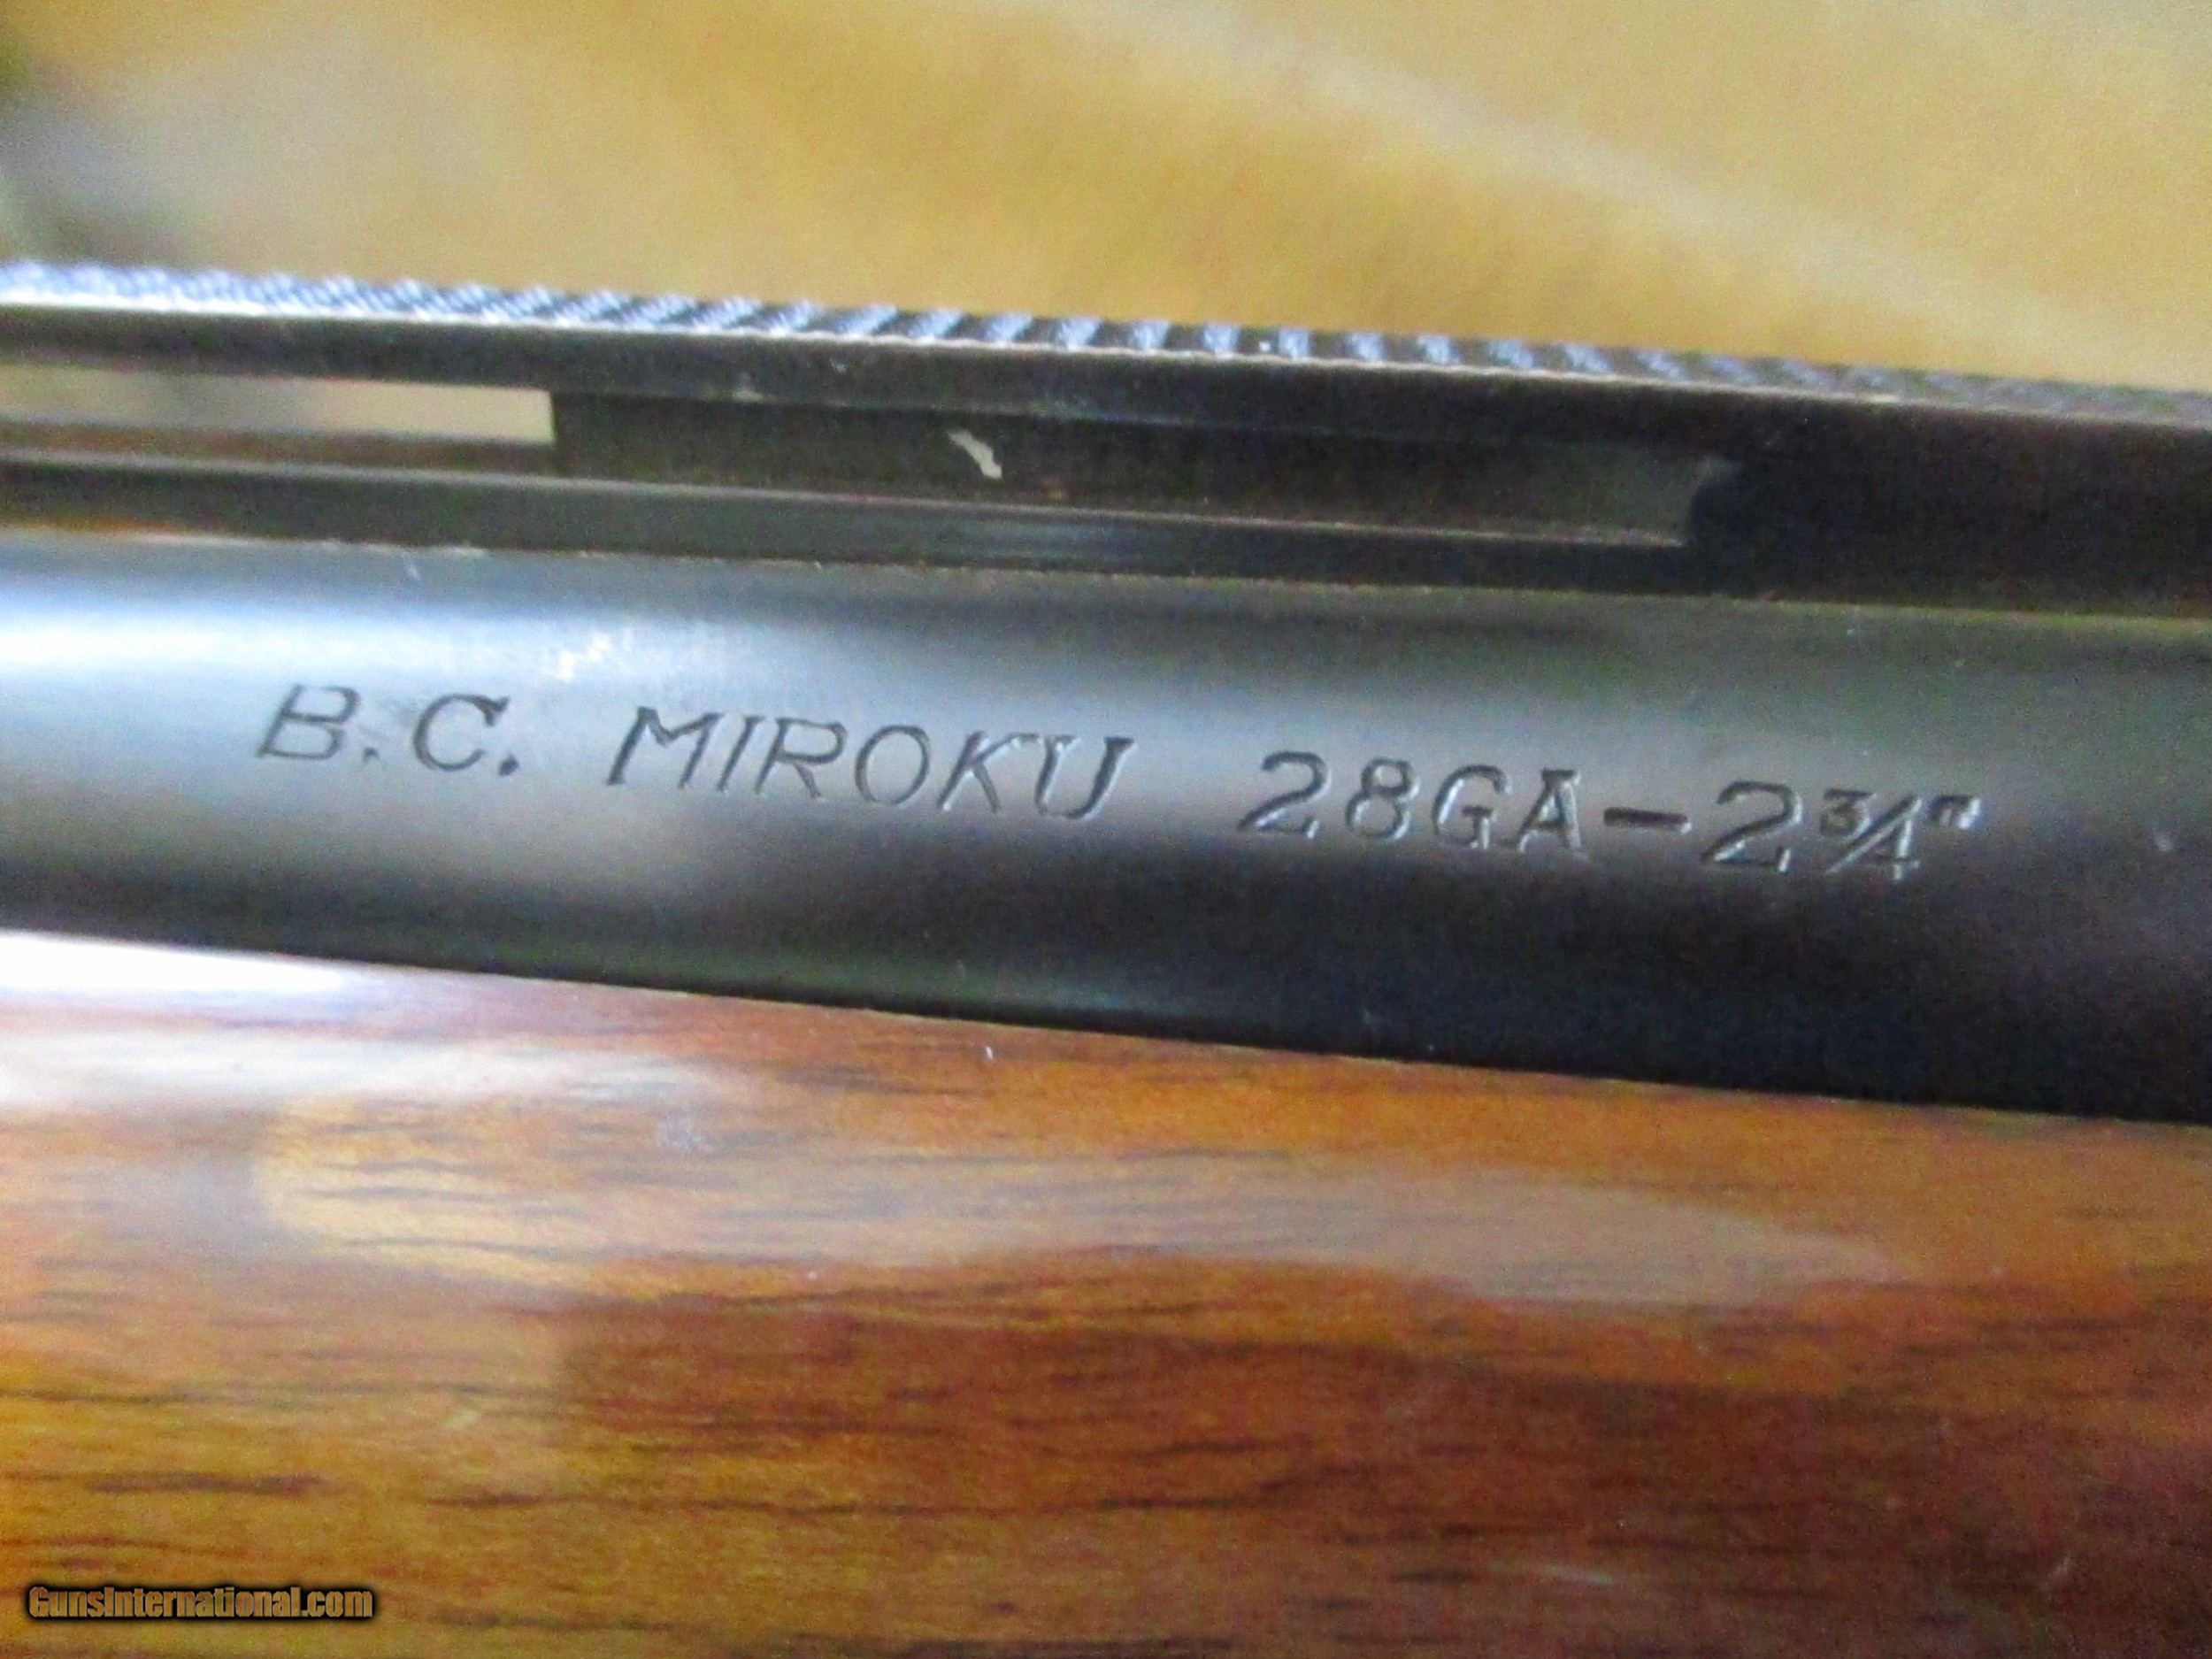 B.C. MIROKU 28GA-2¾"
GunsInternational.com